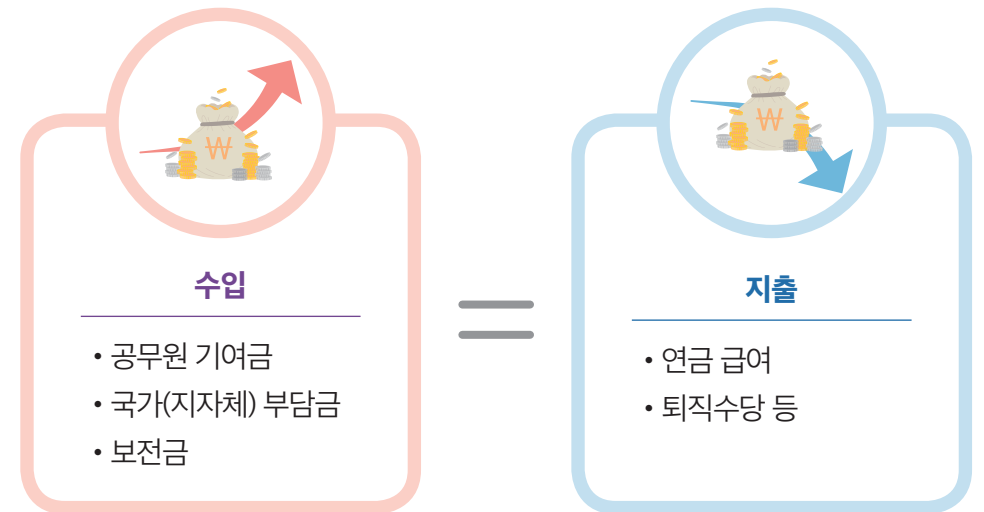 ₩
수입
• 공무원 기여금
• 국가(지자체) 부담금
• 보전금
=
₩
지출
• 연금 급여
• 퇴직수당 등